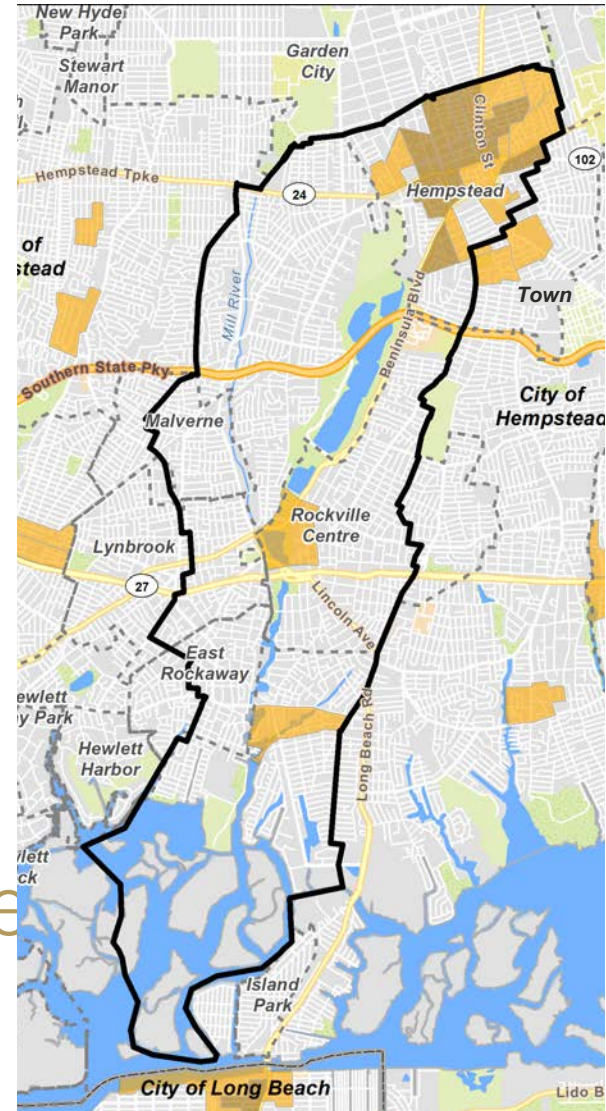 New Hyde
Park
Stewart
Manor
Garden
City
Clinton St
102
Hempstead Tpke
24
Hempstead
of
stead
Town
Mill River
Peninsula Blvd
Southern State Pky
City of
Hempstead
Malverne
Rockville
Centre
Lynbrook
27
Lincoln Ave
East
Rockaway
ewlett
y Park
Long Beach Rd
Hewlett
Harbor
wlett
ck
e
Island
Park
City of Long Beach
Lido B